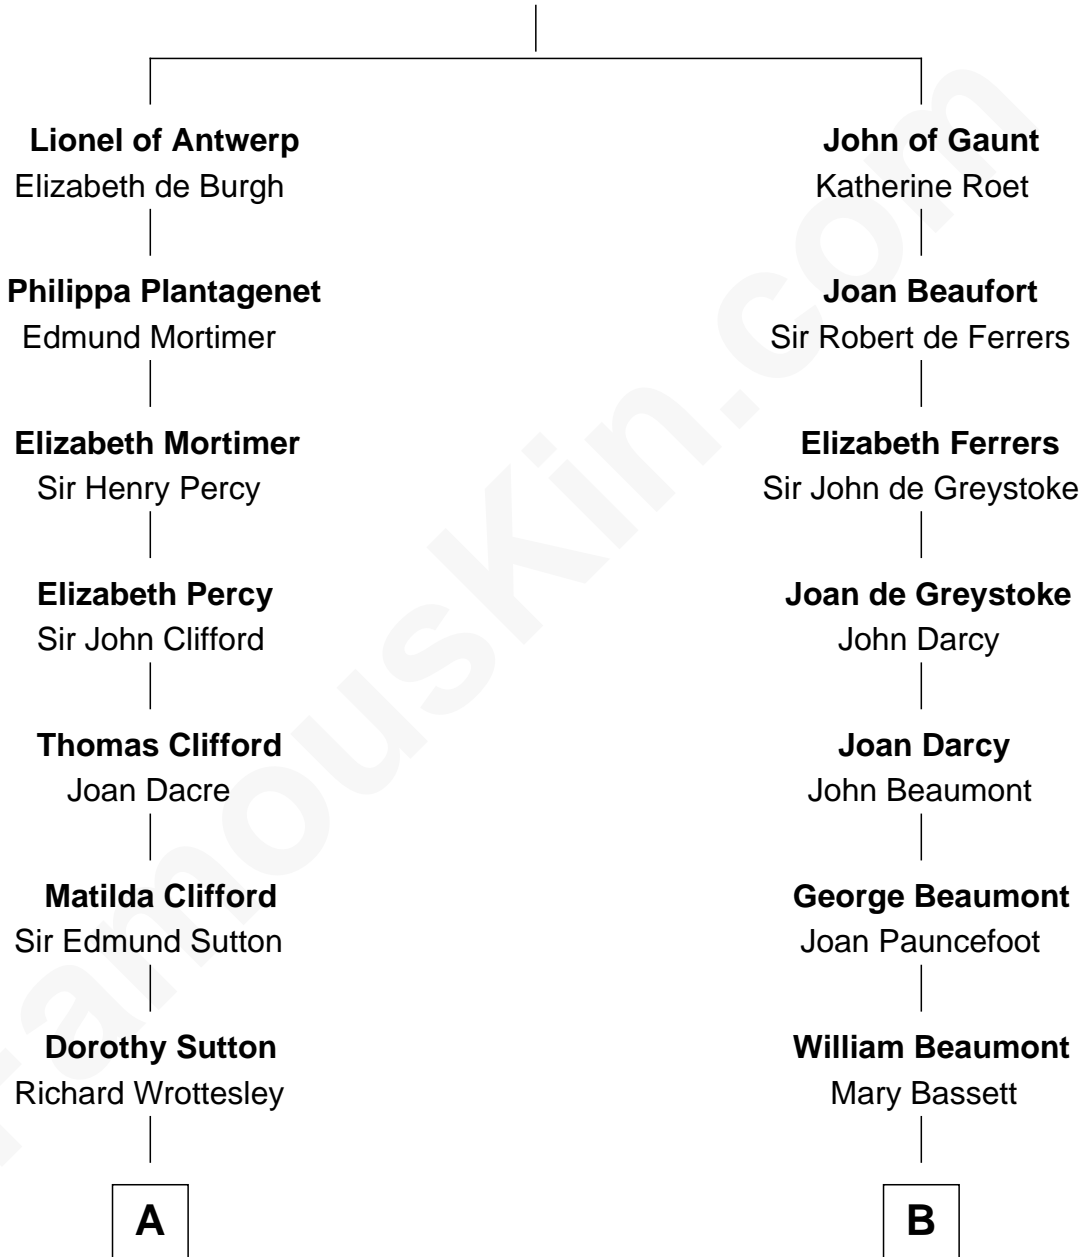 Lionel of Antwerp
Elizabeth de Burgh
Philippa Plantagenet
Edmund Mortimer
Elizabeth Mortimer
Sir Henry Percy
Elizabeth Percy
Sir John Clifford
Thomas Clifford
Joan Dacre
Matilda Clifford
Sir Edmund Sutton
Dorothy Sutton
Richard Wrottesley
A
John of Gaunt
Katherine Roet
Joan Beaufort
Sir Robert de Ferrers
Elizabeth Ferrers
Sir John de Greystoke
Joan de Greystoke
John Darcy
Joan Darcy
John Beaumont
George Beaumont
Joan Pauncefoot
William Beaumont
Mary Bassett
B
FamousKin.com